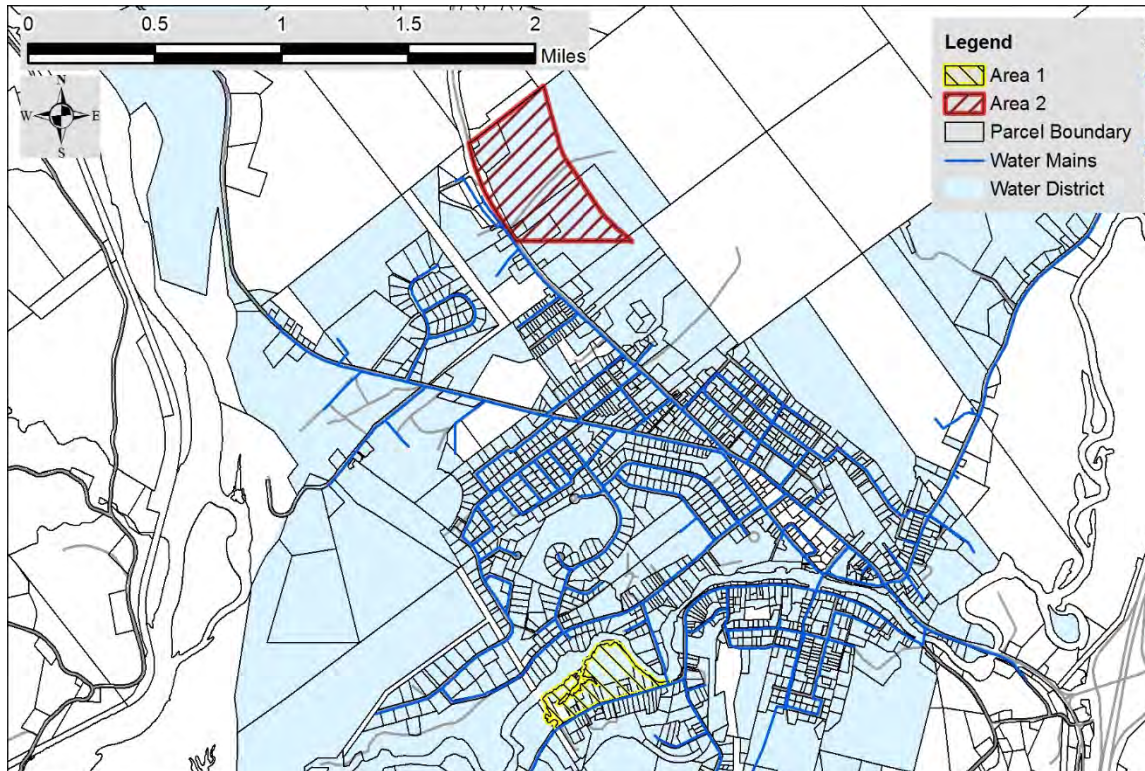 0 0.5 1 1.5 2
Miles
N
W E
S
Legend
Area 1
Area 2
Parcel Boundary
Water Mains
Water District